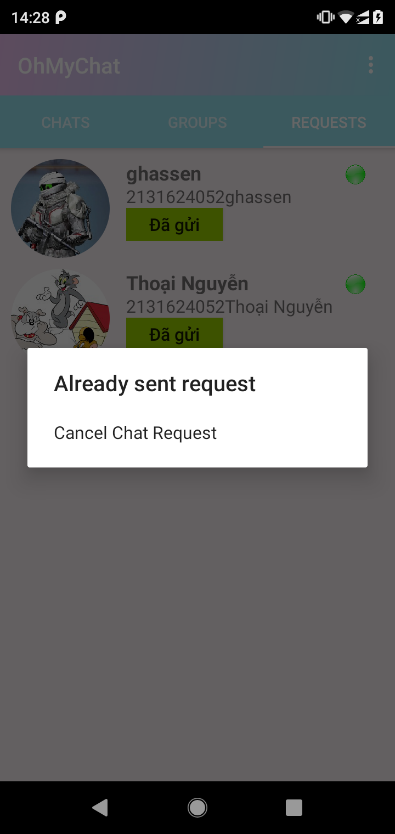 14:28
OhMyChat
CHATS GROUPS REQUESTS
ghassen
2131624052ghassen
Đã gửi
Thoại Nguyễn
2131624052Thoại Nguyễn
Đã gửi
Already sent request
Cancel Chat Request